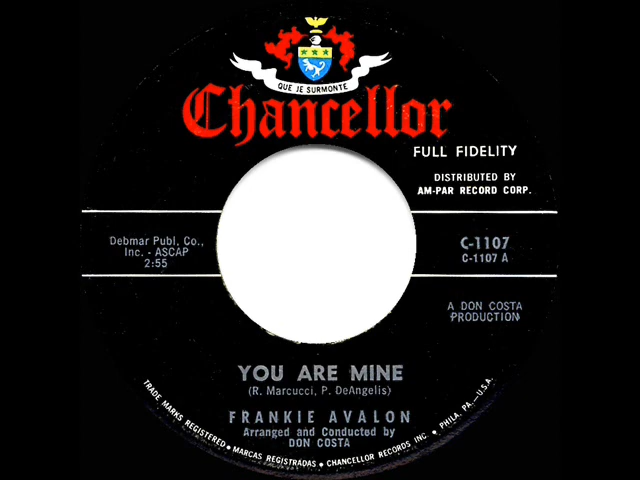 QUE JE SURMONTE
Chancellor
FULL FIDELITY
DISTRIBUTED BY
AM-PAR RECORD CORP.
Debmar Publ. Co.,
Inc. - ASCAP
2:55
C-1107
C-1107 A
A DON COSTA
PRODUCTION
YOU ARE MINE
(R. Marcucci, P. DeAngelis)
FRANKIE AVALON
Arranged and Conducted by
DON COSTA
TRADE MARKS REGISTERED. • MARCAS REGISTRADAS • CHANCELLOR RECORDS INC. • PHILA, PA.,-U.S.A.